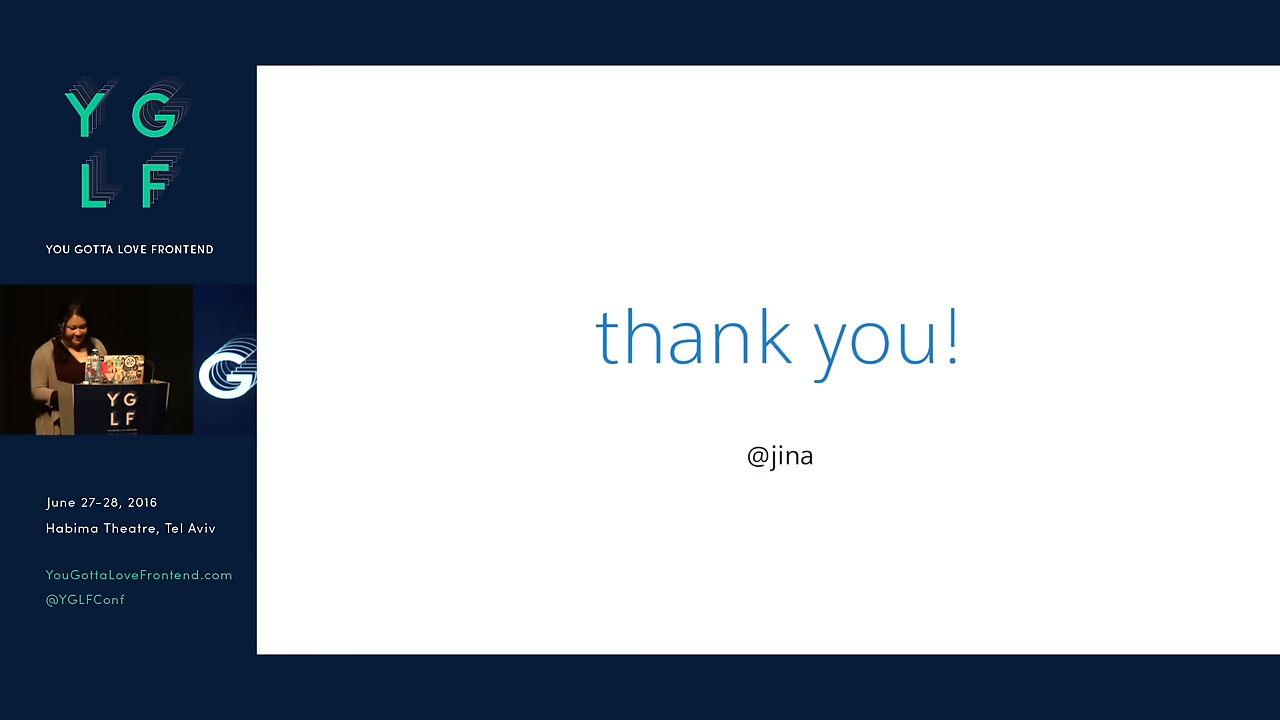 Y G
L F
YOU GOTTA LOVE FRONTEND
G
Y G
L F
June 27-28, 2016
Habima Theatre, Tel Aviv
YouGottaLoveFrontend.com
@YGLFConf
thank you!
@jina